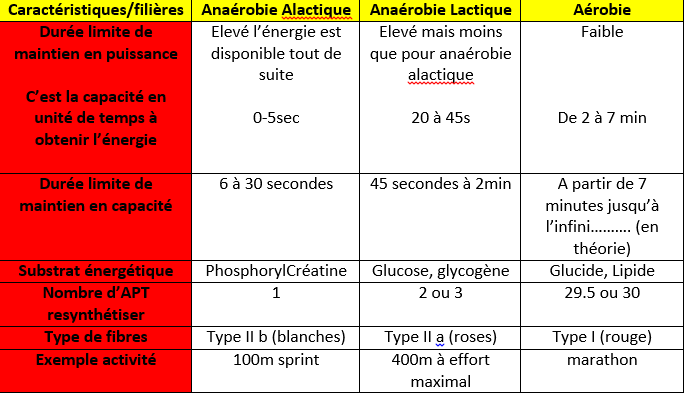 Caractéristiques/filières Anaérobie Alactique Anaérobie Lactique Aérobie
Durée limite de maintien en puissance
C'est la capacité en unité de temps à obtenir l'énergie
Elevé l'énergie est disponible tout de suite
0-5sec
Elevé mais moins que pour anaérobie alactique
20 à 45s
Faible
De 2 à 7 min
Durée limite de maintien en capacité
6 à 30 secondes
45 secondes à 2min
A partir de 7 minutes jusqu'à l'infini………. (en théorie)
Substrat énergétique PhosphorylCréatine Glucose, glycogène Glucide, Lipide
Nombre d'APT resynthétiser
1
2 ou 3
29.5 ou 30
Type de fibres Type II b (blanches) Type II a (roses) Type I (rouge)
Exemple activité
100m sprint
400m à effort maximal
marathon